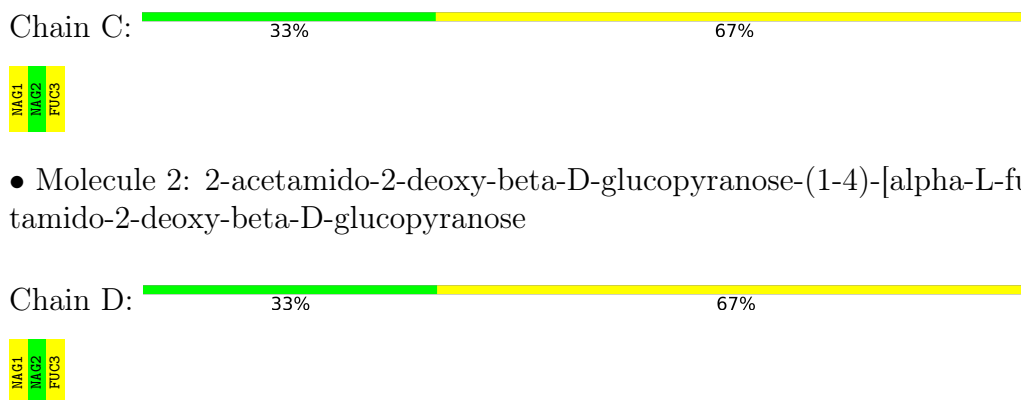 Chain C:
33% 67%
NAG1 NAG2 FUC3
• Molecule 2: 2-acetamido-2-deoxy-beta-D-glucopyranose-(1-4)-[alpha-L-fu
tamido-2-deoxy-beta-D-glucopyranose
Chain D:
33% 67%
NAG1 NAG2 FUC3